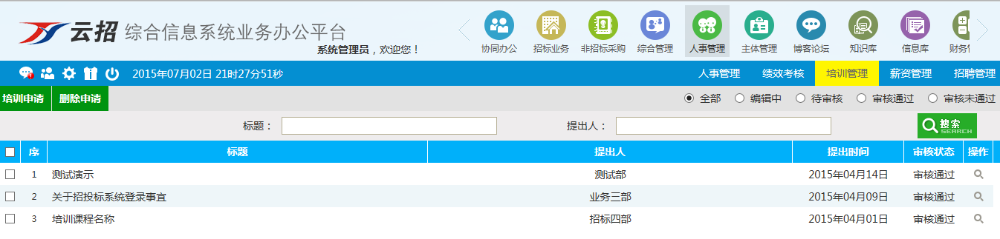 云招 综合信息系统业务办公平台
系统管理员，欢迎您！
协同办公 招标业务 非招标采购 综合管理 人事管理 主体管理 博客论坛 知识库 信息库 财务
2015年07月02日 21时27分51秒 人事管理 绩效考核 培训管理 薪资管理 招聘管理
培训申请 删除申请 全部 编辑中 待审核 审核通过 审核未通过
标题： 提出人： 搜索 SEARCH
序 标题 提出人 提出时间 审核状态 操作
1 测试演示 测试部 2015年04月14日 审核通过
2 关于招投标系统登录事宜 业务三部 2015年04月09日 审核通过
3 培训课程名称 招标四部 2015年04月01日 审核通过